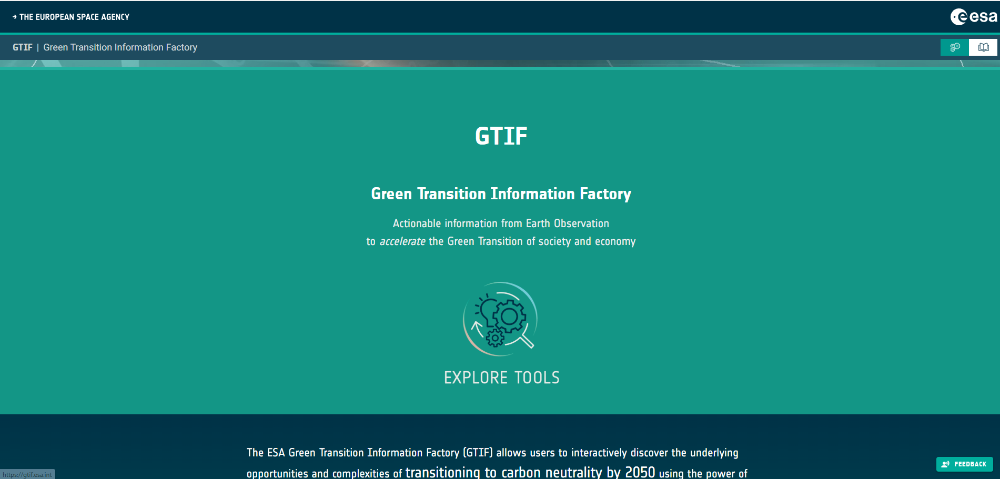 → THE EUROPEAN SPACE AGENCY
esa
GTIF | Green Transition Information Factory
GTIF
Green Transition Information Factory
Actionable information from Earth Observation
to accelerate the Green Transition of society and economy
EXPLORE TOOLS
The ESA Green Transition Information Factory (GTIF) allows users to interactively discover the underlying
opportunities and complexities of transitioning to carbon neutrality by 2050 using the power of
FEEDBACK
https://gtif.esa.int